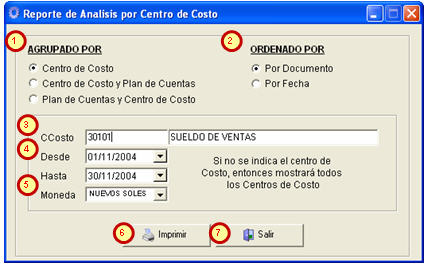 Reporte de Analisis por Centro de Costo
1
AGRUPADO POR
Centro de Costo
Centro de Costo y Plan de Cuentas
Plan de Cuentas y Centro de Costo
2
ORDENADO POR
Por Documento
Por Fecha
3
CCosto 30101 SUELDO DE VENTAS
4
Desde 01/11/2004
Hasta 30/11/2004
5
Moneda NUEVOS SOLES
Si no se indica el centro de
Costo, entonces mostrará todos
los Centros de Costo
6 Imprimir 7 Salir